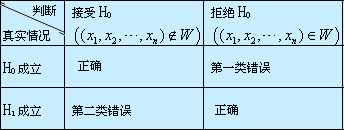 判断
真实情况
接受 H₀
((x₁, x₂, ⋯, xₙ) ∉ W)
拒绝 H₀
((x₁, x₂, ⋯, xₙ) ∈ W)
H₀ 成立
正确
第一类错误
H₁ 成立
第二类错误
正确